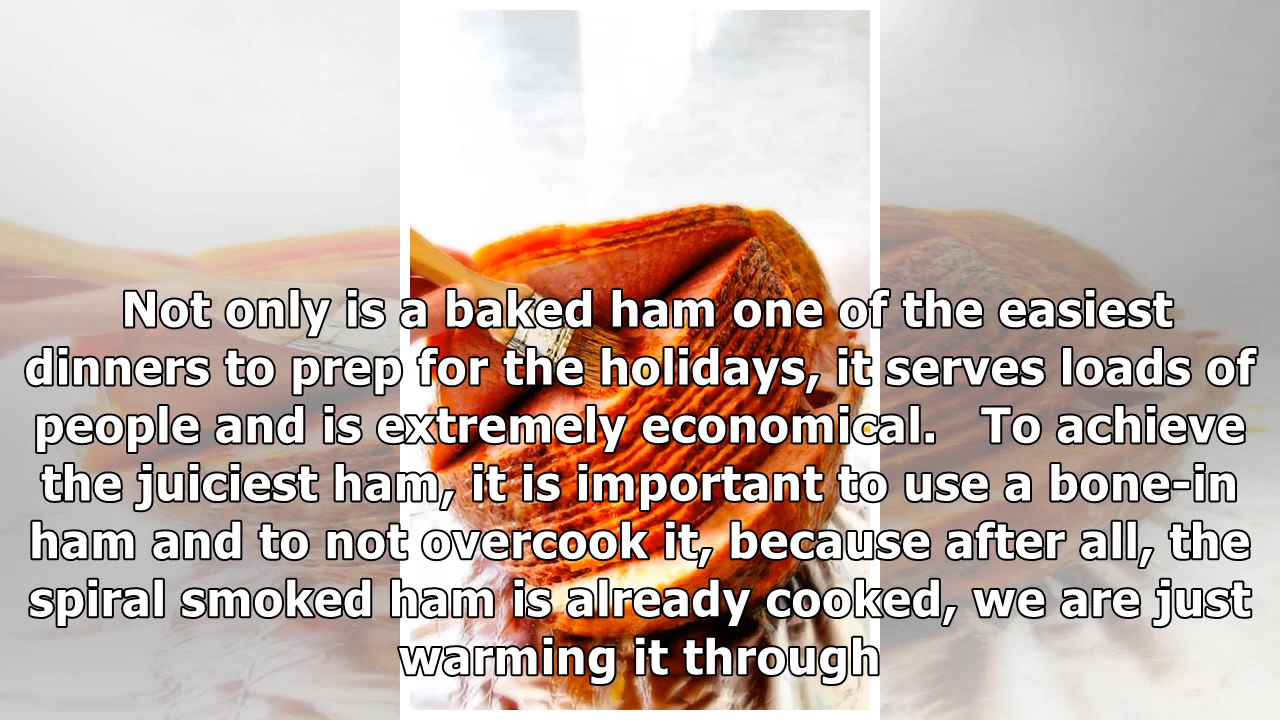 Not only is a baked ham one of the easiest
dinners to prep for the holidays, it serves loads of
people and is extremely economical.   To achieve
the juiciest ham, it is important to use a bone-in
ham and to not overcook it, because after all, the
spiral smoked ham is already cooked, we are just
warming it through